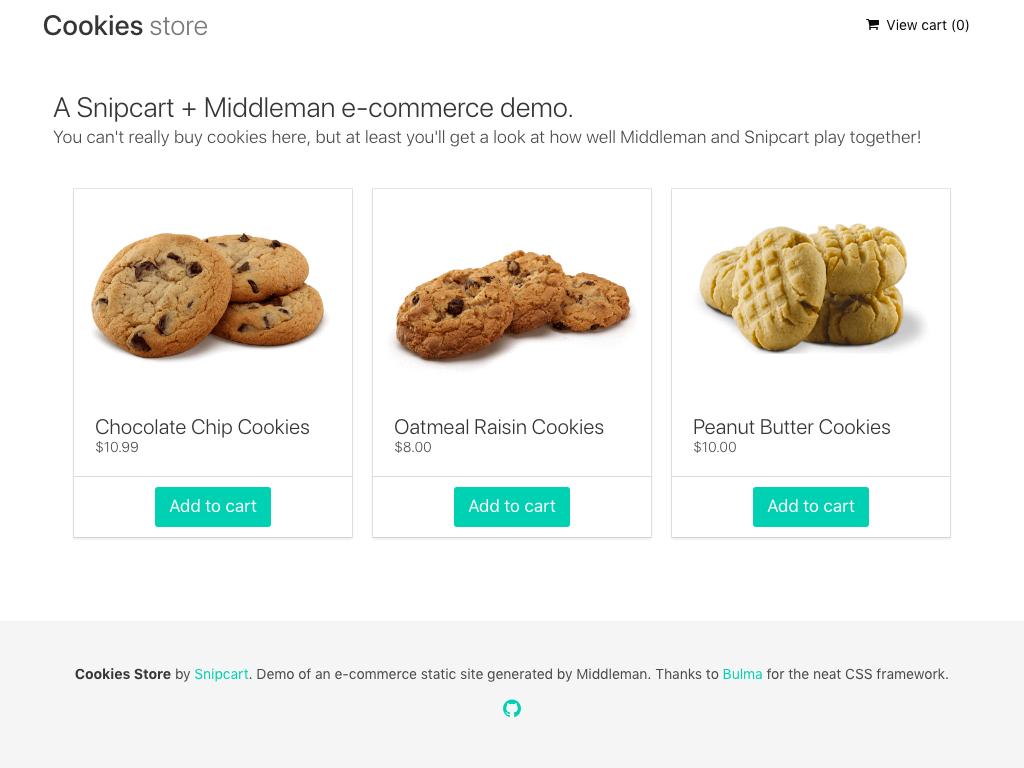 Cookies store
View cart (0)
A Snipcart + Middleman e-commerce demo.
You can't really buy cookies here, but at least you'll get a look at how well Middleman and Snipcart play together!
Chocolate Chip Cookies
$10.99
Add to cart
Oatmeal Raisin Cookies
$8.00
Add to cart
Peanut Butter Cookies
$10.00
Add to cart
Cookies Store by Snipcart. Demo of an e-commerce static site generated by Middleman. Thanks to Bulma for the neat CSS framework.